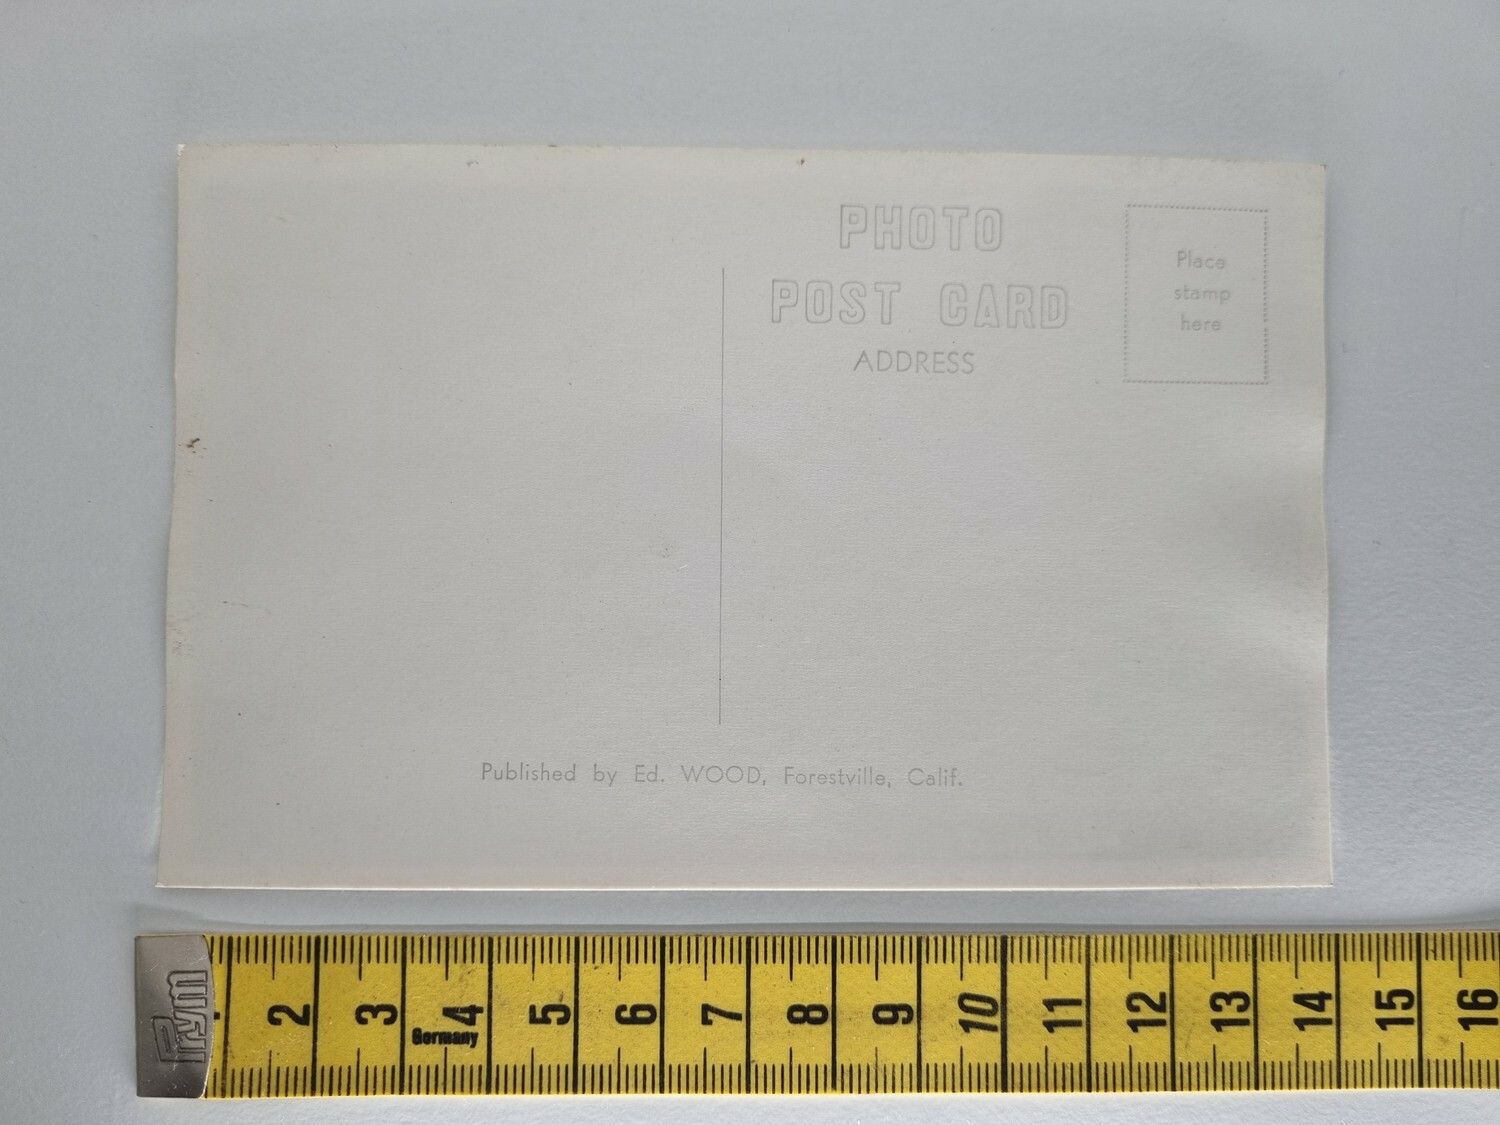 PHOTO
POST CARD
ADDRESS
Place
stamp
here
Published by Ed. WOOD, Forestville, Calif.
Prym
2 3 4 5 6 7 8 9 10 11 12 13 14 15 16
Germany